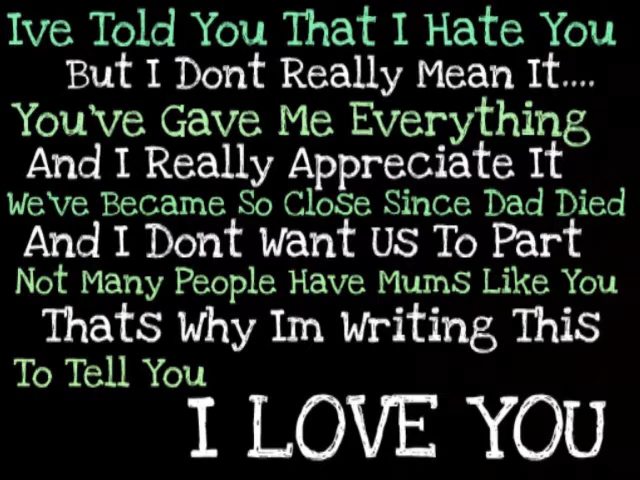 Ive Told You That I Hate You
But I Dont Really Mean It....
You've Gave Me Everything
And I Really Appreciate It
We've Became So Close Since Dad Died
And I Dont Want Us To Part
Not Many People Have Mums Like You
Thats Why Im Writing This
To Tell You
I LOVE YOU